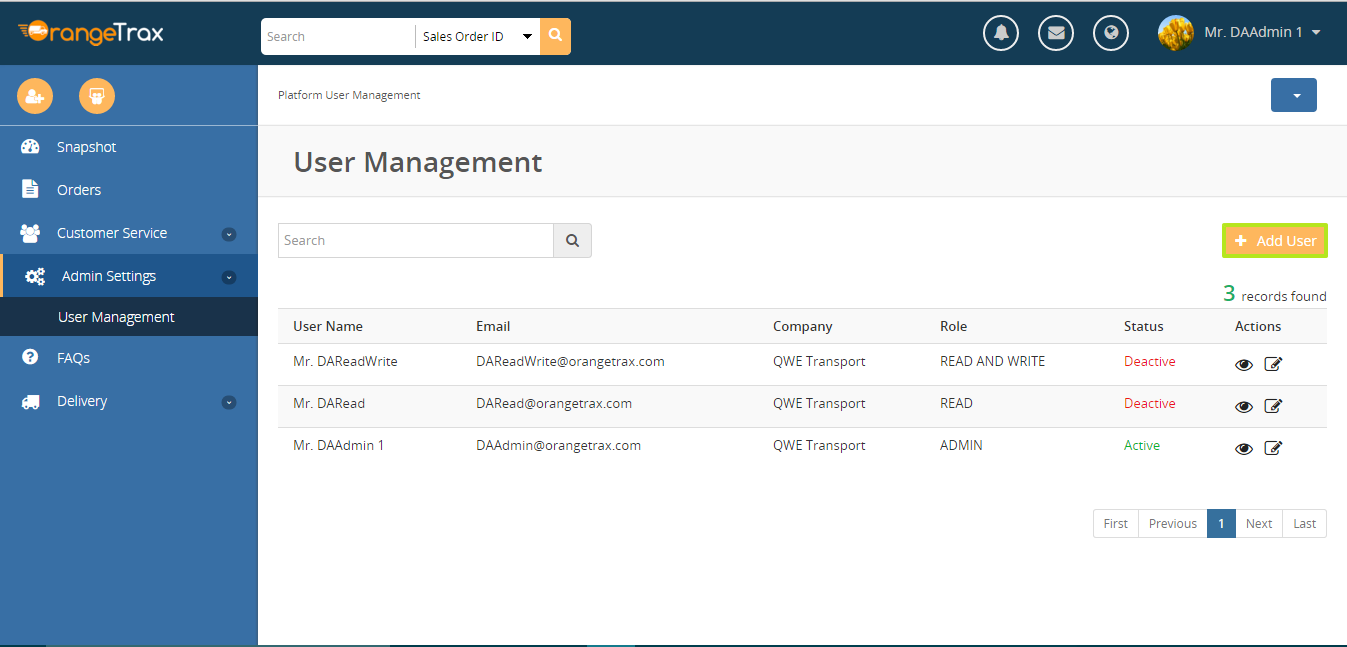 OrangeTrax
Search Sales Order ID
Mr. DAAdmin 1
Platform User Management
Snapshot
Orders
Customer Service
Admin Settings
User Management
FAQs
Delivery
User Management
Search
Add User
3 records found
User Name Email Company Role Status Actions
Mr. DAReadWrite DAReadWrite@orangetrax.com QWE Transport READ AND WRITE Deactive
Mr. DARead DARead@orangetrax.com QWE Transport READ Deactive
Mr. DAAdmin 1 DAAdmin@orangetrax.com QWE Transport ADMIN Active
First Previous 1 Next Last